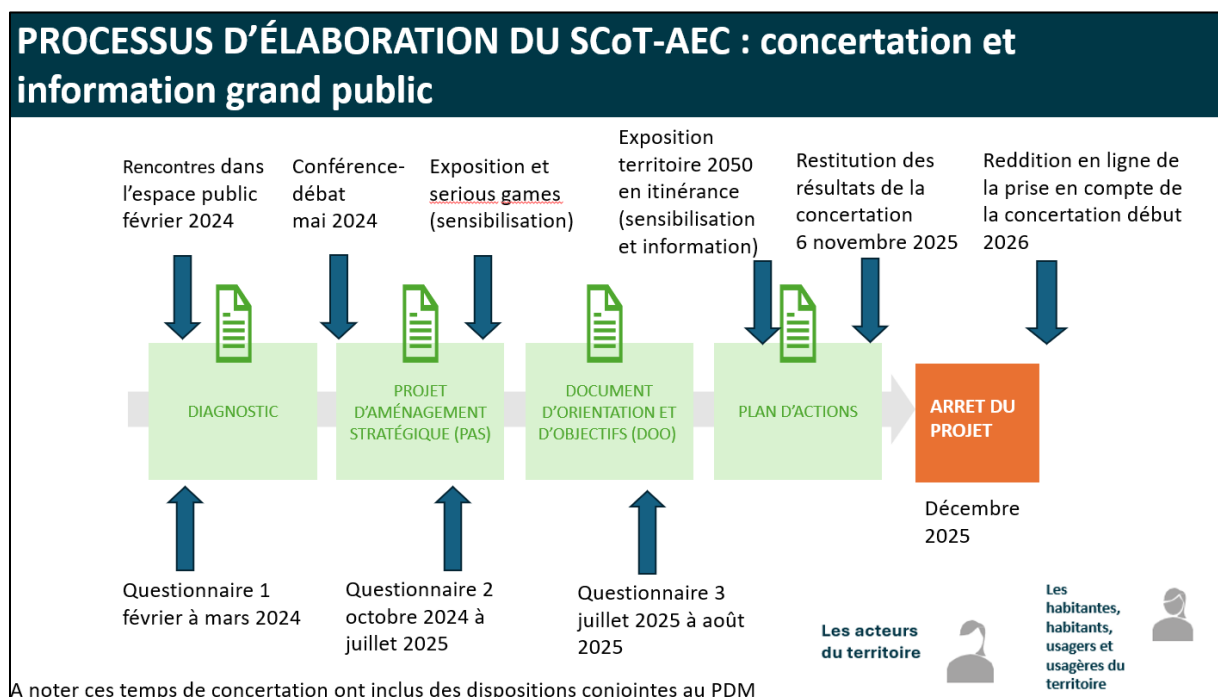 PROCESSUS D'ÉLABORATION DU SCoT-AEC : concertation et
information grand public
Rencontres dans
l'espace public
février 2024
Conférence-
débat
mai 2024
Exposition et
serious games
(sensibilisation)
Exposition
territoire 2050
en itinérance
(sensibilisation
et information)
Restitution des
résultats de la
concertation
6 novembre 2025
Reddition en ligne de
la prise en compte de
la concertation début
2026
DIAGNOSTIC
PROJET
D'AMÉNAGEMENT
STRATÉGIQUE (PAS)
DOCUMENT
D'ORIENTATION ET
D'OBJECTIFS (DOO)
PLAN D'ACTIONS
ARRET DU
PROJET
Décembre
2025
Questionnaire 1
février à mars 2024
Questionnaire 2
octobre 2024 à
juillet 2025
Questionnaire 3
juillet 2025 à août
2025
Les acteurs
du territoire
Les
habitantes,
habitants,
usagers et
usagères du
territoire
A noter ces temps de concertation ont inclus des dispositions conjointes au PDM